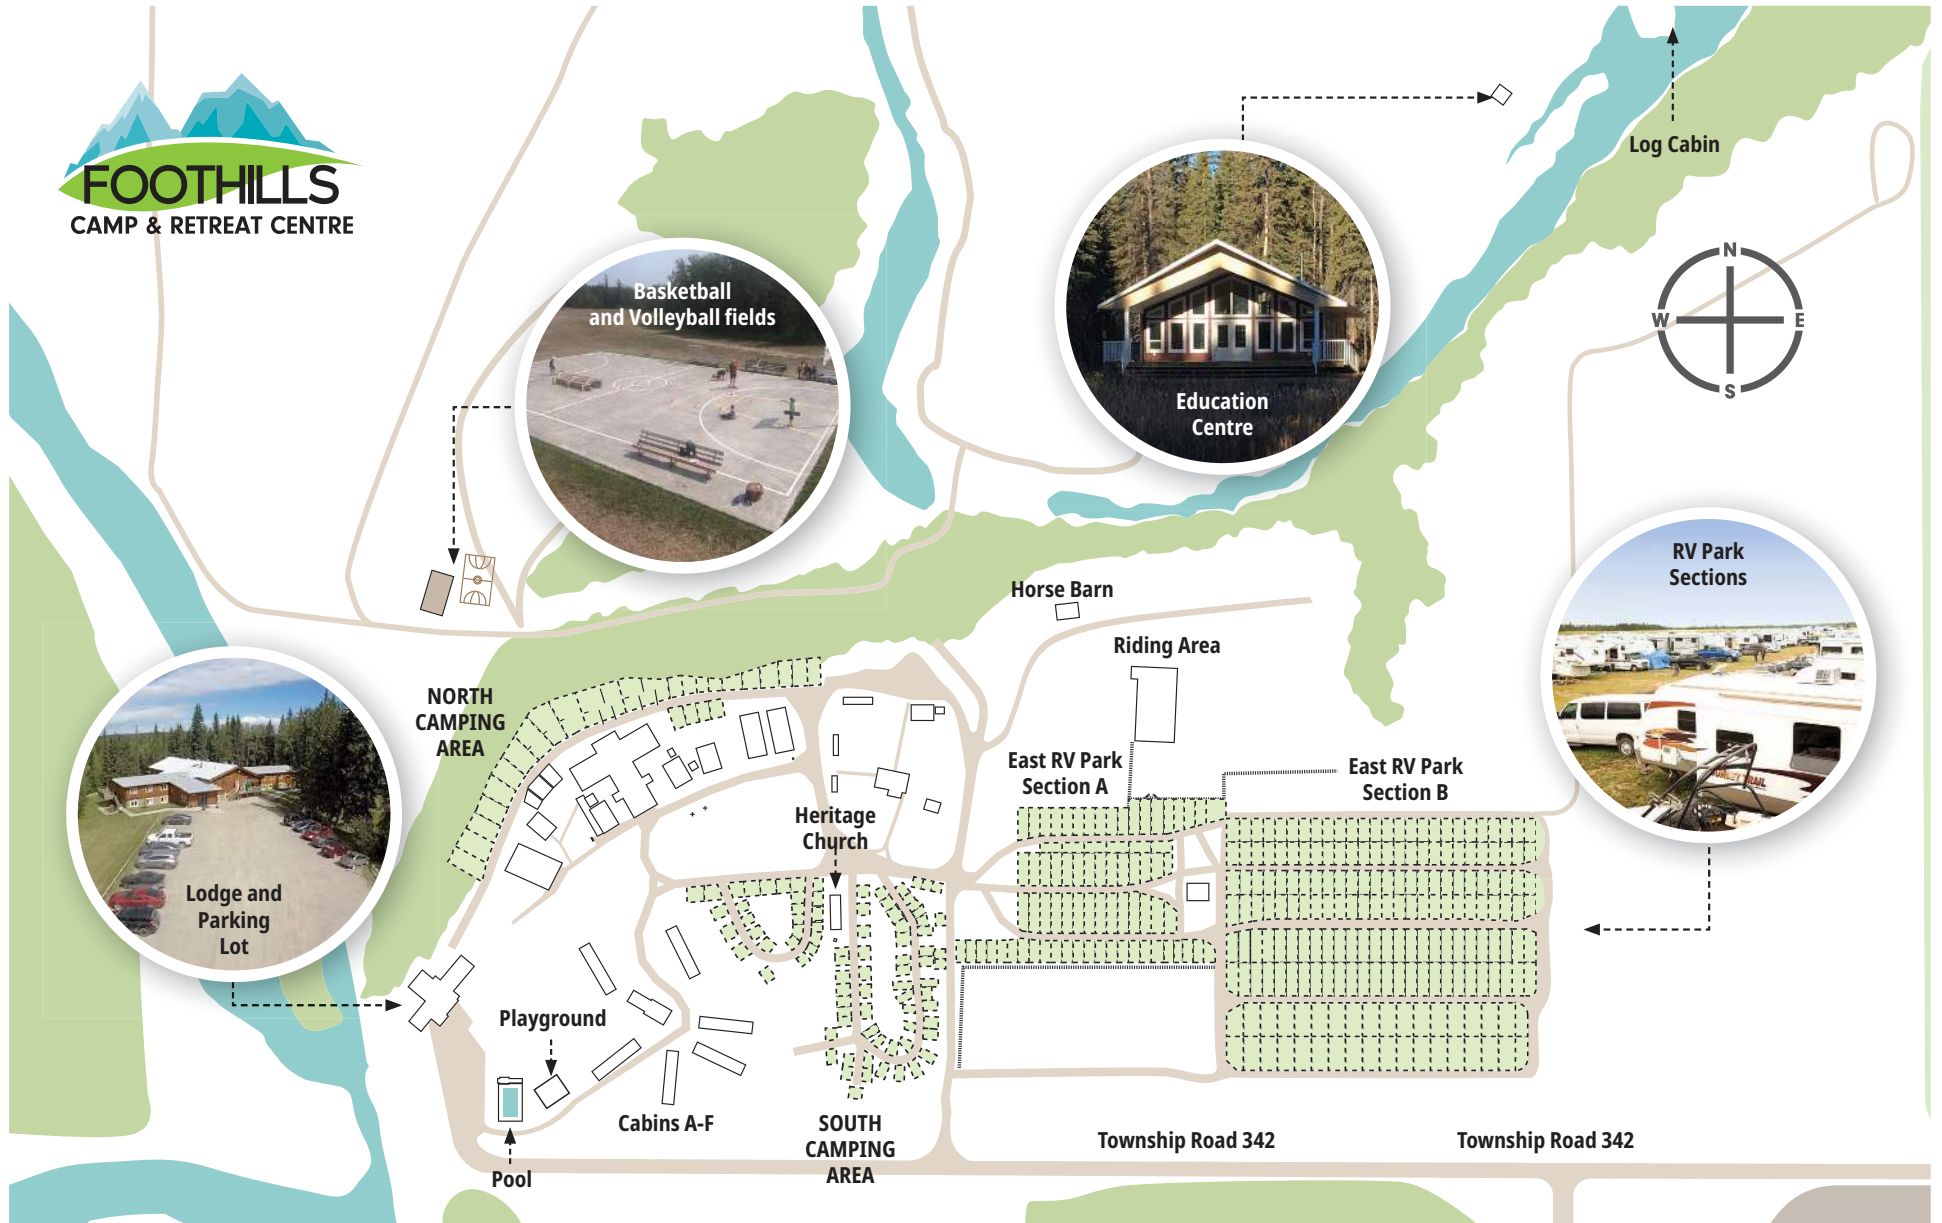 FOOTHILLS
CAMP & RETREAT CENTRE
Log Cabin
N
W
E
S
Basketball
and Volleyball fields
Education
Centre
RV Park
Sections
Horse Barn
Riding Area
NORTH
CAMPING
AREA
East RV Park
Section A
East RV Park
Section B
Heritage
Church
Lodge and
Parking
Lot
Playground
Cabins A-F
SOUTH
CAMPING
AREA
Township Road 342
Township Road 342
Pool